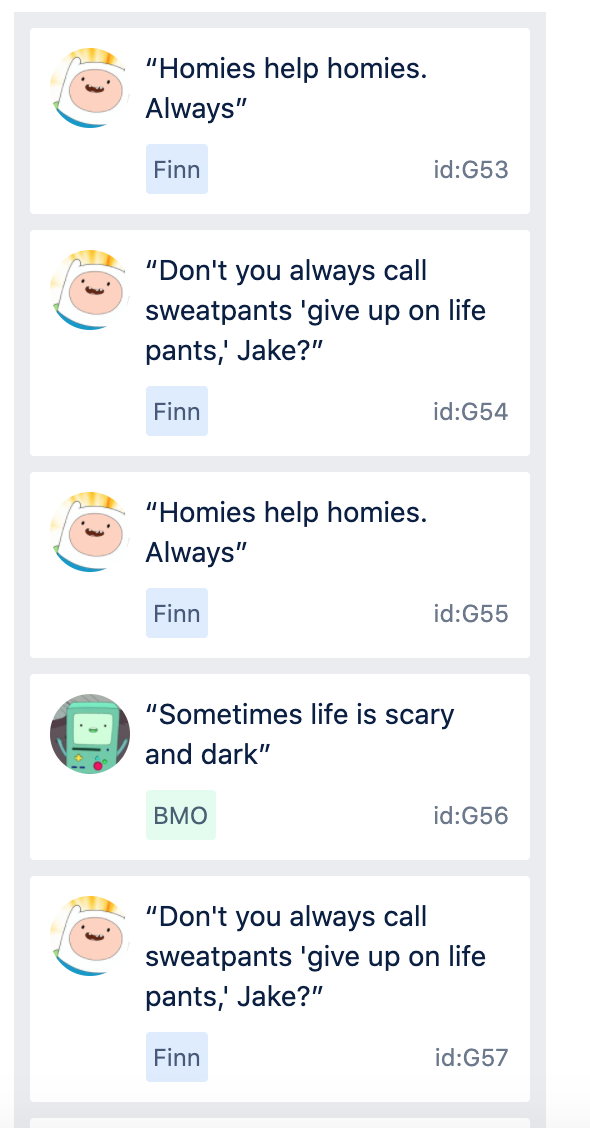 “Homies help homies.
Always”
Finn
id:G53
“Don't you always call
sweatpants 'give up on life
pants,' Jake?”
Finn
id:G54
“Homies help homies.
Always”
Finn
id:G55
“Sometimes life is scary
and dark”
BMO
id:G56
“Don't you always call
sweatpants 'give up on life
pants,' Jake?”
Finn
id:G57